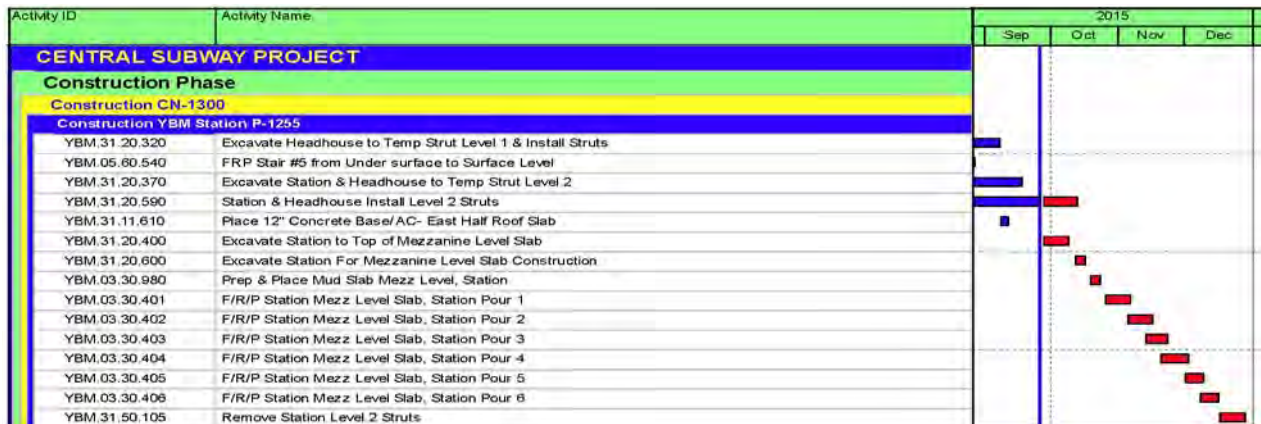 Activity ID Activity Name 2015
Sep Oct Nov Dec
CENTRAL SUBWAY PROJECT
Construction Phase
Construction CN-1300
Construction YBM Station P-1255
YBM.31.20.320 Excavate Headhouse to Temp Strut Level 1 & Install Struts
YBM.05.60.540 FRP Stair #5 from Under surface to Surface Level
YBM.31.20.370 Excavate Station & Headhouse to Temp Strut Level 2
YBM.31.20.590 Station & Headhouse Install Level 2 Struts
YBM.31.11.610 Place 12" Concrete Base/AC- East Half Roof Slab
YBM.31.20.400 Excavate Station to Top of Mezzanine Level Slab
YBM.31.20.600 Excavate Station For Mezzanine Level Slab Construction
YBM.03.30.980 Prep & Place Mud Slab Mezz Level, Station
YBM.03.30.401 F/R/P Station Mezz Level Slab, Station Pour 1
YBM.03.30.402 F/R/P Station Mezz Level Slab, Station Pour 2
YBM.03.30.403 F/R/P Station Mezz Level Slab, Station Pour 3
YBM.03.30.404 F/R/P Station Mezz Level Slab, Station Pour 4
YBM.03.30.405 F/R/P Station Mezz Level Slab, Station Pour 5
YBM.03.30.406 F/R/P Station Mezz Level Slab, Station Pour 6
YBM.31.50.105 Remove Station Level 2 Struts